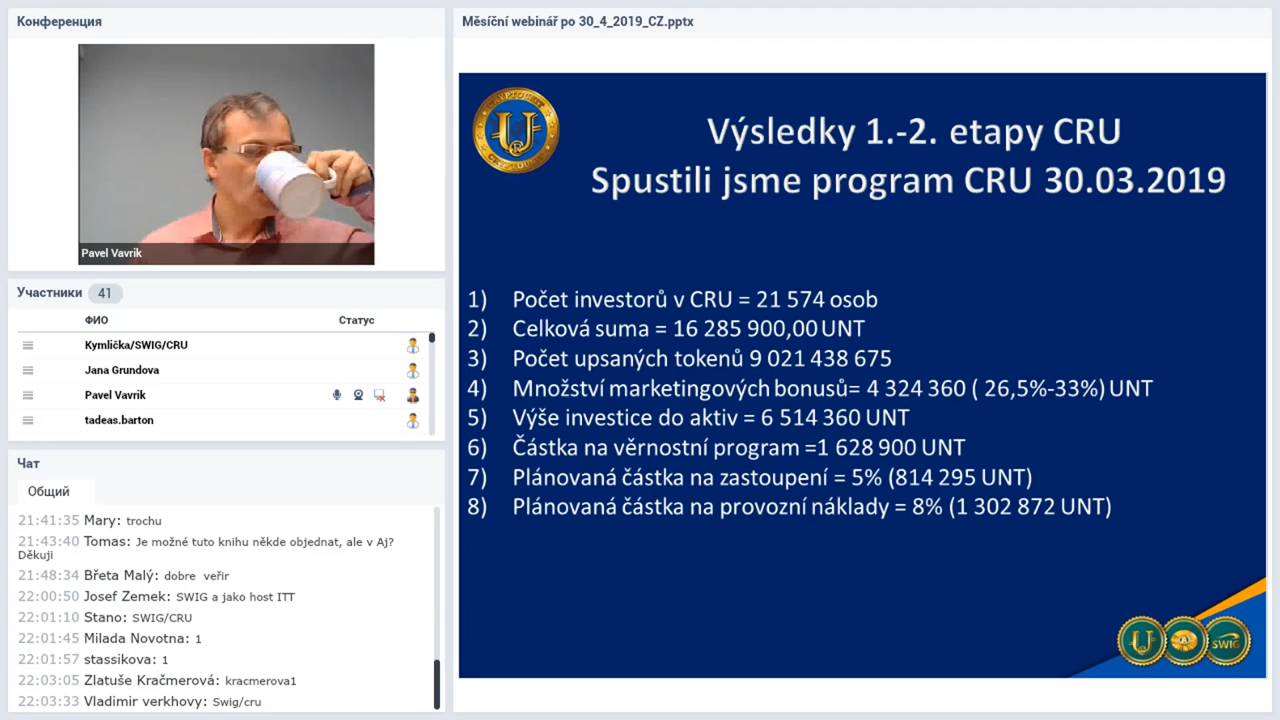 Конференция
Pavel Vavrik
Участники 41
ФИО Статус
Kymlička/SWIG/CRU
Jana Grundova
Pavel Vavrik
tadeas.barton
Чат
Общий
21:41:35 Mary: trochu
21:43:40 Tomas: Je možné tuto knihu někde objednat, ale v Aj?
Děkuji
21:48:34 Břeta Malý: dobre veřir
22:00:50 Josef Zemek: SWIG a jako host ITT
22:01:10 Stano: SWIG/CRU
22:01:45 Milada Novotna: 1
22:01:57 stassikova: 1
22:03:05 Zlatuše Kračmerová: kracmerova1
22:03:33 Vladimir verkhovy: Swig/cru
Měsíční webinář po 30_4_2019_CZ.pptx
Výsledky 1.-2. etapy CRU
Spustili jsme program CRU 30.03.2019
1) Počet investorů v CRU = 21 574 osob
2) Celková suma = 16 285 900,00 UNT
3) Počet upsaných tokenů 9 021 438 675
4) Množství marketingových bonusů= 4 324 360 ( 26,5%-33%) UNT
5) Výše investice do aktiv = 6 514 360 UNT
6) Částka na věrnostní program =1 628 900 UNT
7) Plánovaná částka na zastoupení = 5% (814 295 UNT)
8) Plánovaná částka na provozní náklady = 8% (1 302 872 UNT)
SWIG